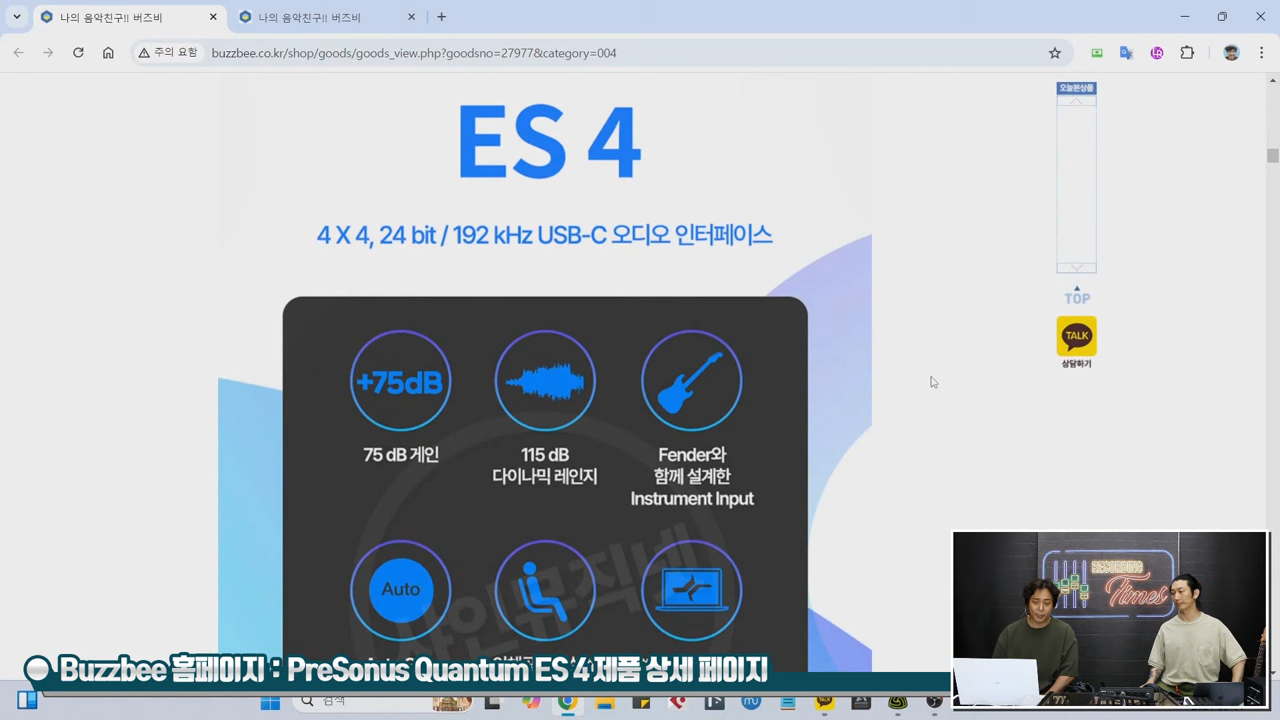 나의 음악친구!! 버즈비
나의 음악친구!! 버즈비
주의 요함
buzzbee.co.kr/shop/goods/goods_view.php?goodsno=27977&category=004
오늘본상품
ES 4
4 X 4, 24 bit / 192 kHz USB-C 오디오 인터페이스
TOP
TALK
상담하기
+75dB
75 dB 게인
115 dB
다이나믹 레인지
Fender와
함께 설계한
Instrument Input
Auto
RECORDING
Times
Buzzbee 홈페이지 : PreSonus Quantum ES 4 제품 상세 페이지
검색